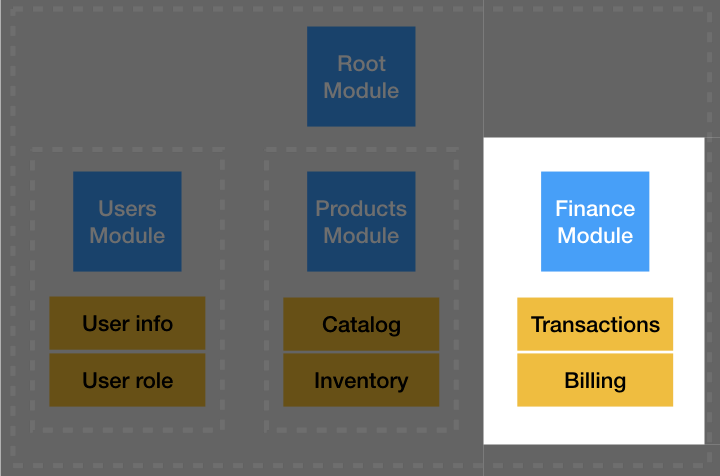 Root
Module
Users
Module
Products
Module
Finance
Module
User info
Catalog
Transactions
User role
Inventory
Billing